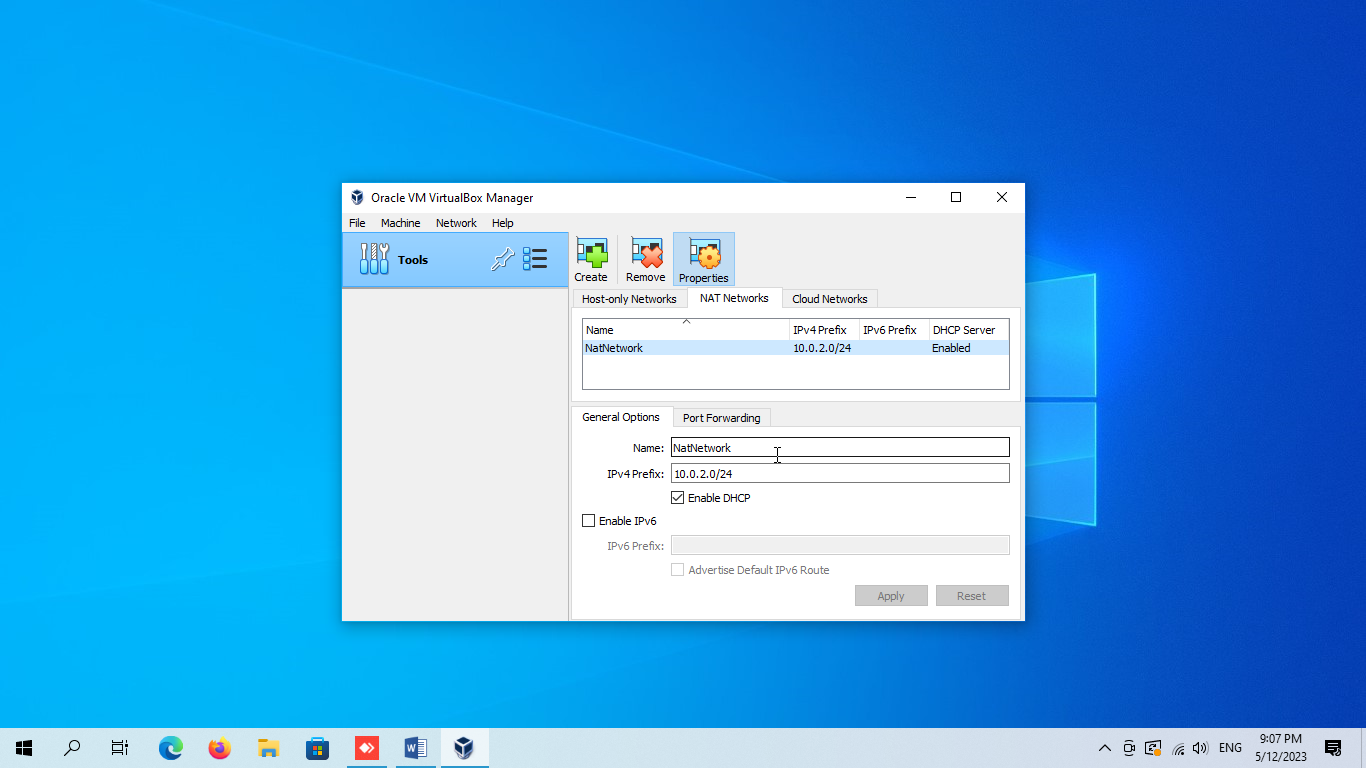 Oracle VM VirtualBox Manager
File Machine Network Help
Tools
Create Remove Properties
Host-only Networks NAT Networks Cloud Networks
Name IPv4 Prefix IPv6 Prefix DHCP Server
NatNetwork 10.0.2.0/24 Enabled
General Options Port Forwarding
Name: NatNetwork
IPv4 Prefix: 10.0.2.0/24
Enable DHCP
Enable IPv6
IPv6 Prefix:
Advertise Default IPv6 Route
Apply Reset
W
ENG
9:07 PM
5/12/2023